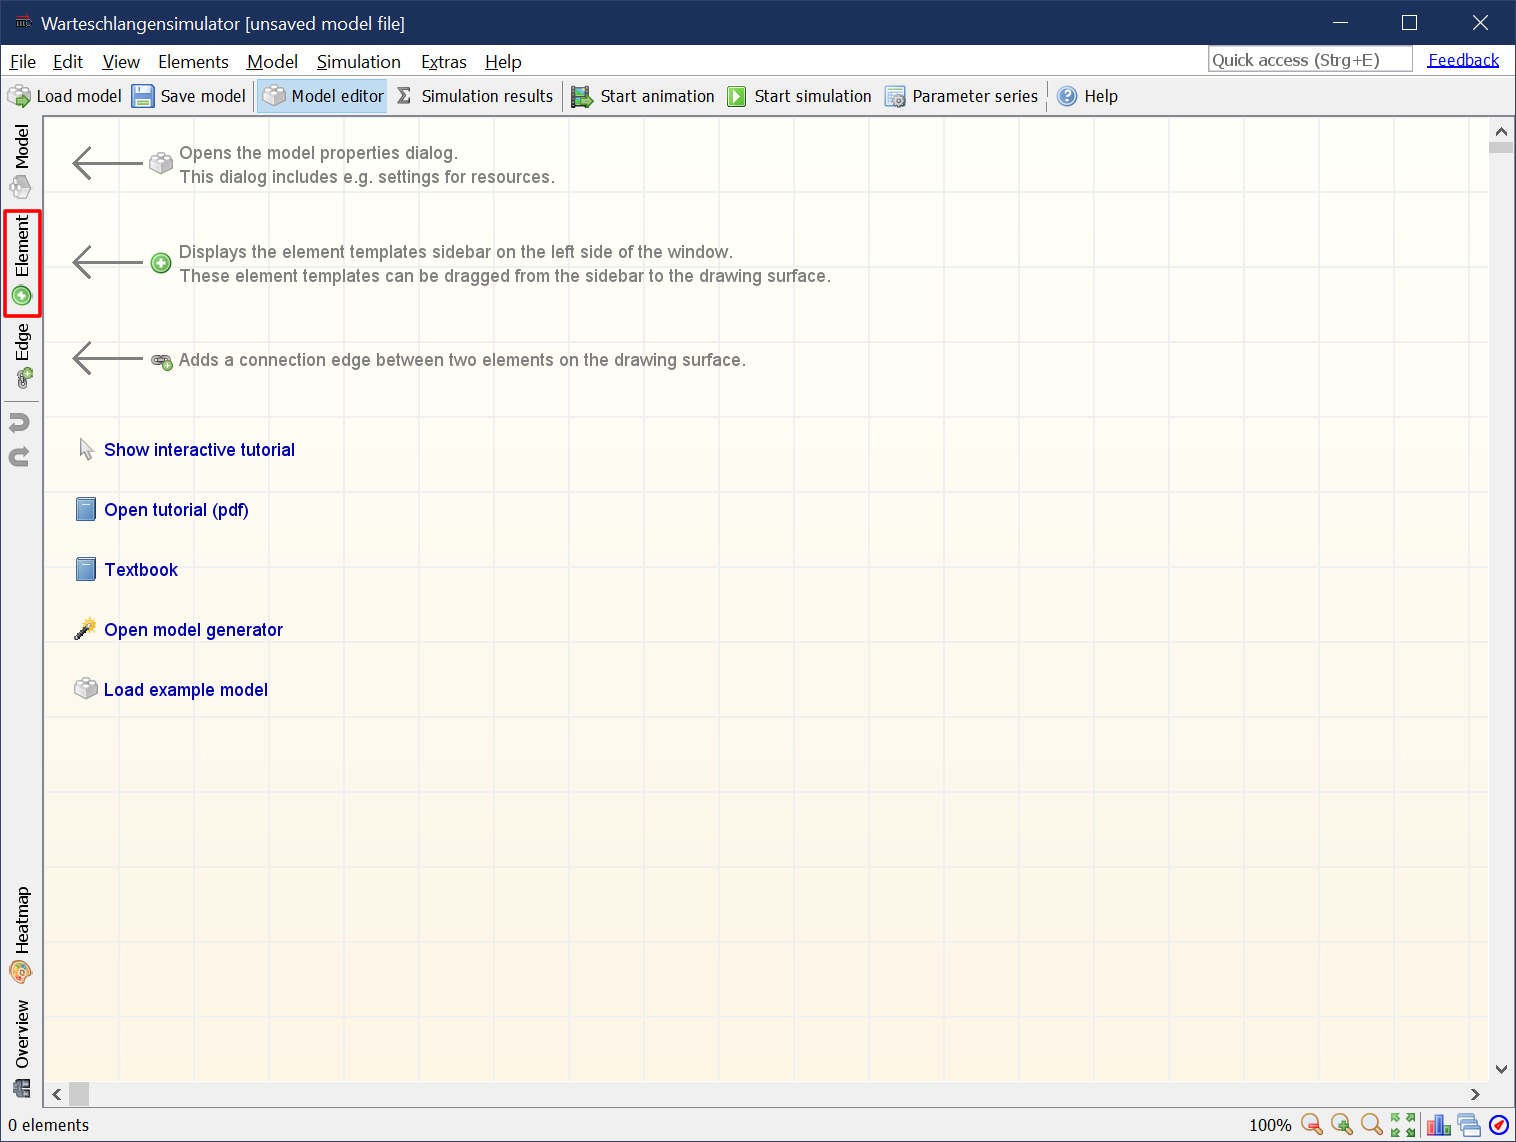 Warteschlangensimulator [unsaved model file]
File Edit View Elements Model Simulation Extras Help
Quick access (Strg+E) Feedback
Load model Save model Model editor Simulation results Start animation Start simulation Parameter series Help
Model
Element
Edge
Heatmap
Overview
Opens the model properties dialog.
This dialog includes e.g. settings for resources.
Displays the element templates sidebar on the left side of the window.
These element templates can be dragged from the sidebar to the drawing surface.
Adds a connection edge between two elements on the drawing surface.
Show interactive tutorial
Open tutorial (pdf)
Textbook
Open model generator
Load example model
0 elements
100%